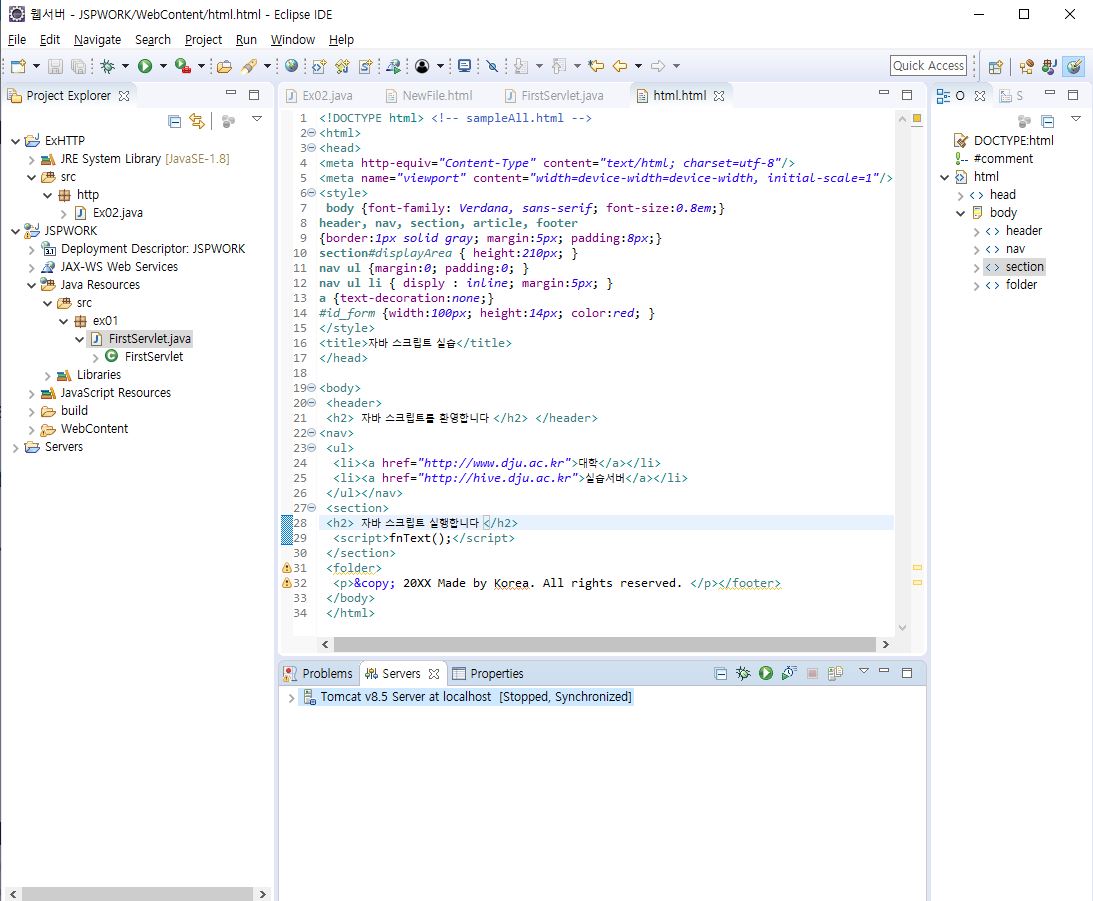 웹서버 - JSPWORK/WebContent/html.html - Eclipse IDE
File Edit Navigate Search Project Run Window Help
Quick Access
Project Explorer
ExHTTP
JRE System Library [JavaSE-1.8]
src
http
Ex02.java
JSPWORK
Deployment Descriptor: JSPWORK
JAX-WS Web Services
Java Resources
src
ex01
FirstServlet.java
FirstServlet
Libraries
JavaScript Resources
build
WebContent
Servers
Ex02.java NewFile.html FirstServlet.java html.html
1 <!DOCTYPE html> <!-- sampleAll.html -->
2 <html>
3 <head>
4 <meta http-equiv="Content-Type" content="text/html; charset=utf-8"/>
5 <meta name="viewport" content="width=device-width=device-width, initial-scale=1"/>
6 <style>
7 body {font-family: Verdana, sans-serif; font-size:0.8em;}
8 header, nav, section, article, footer
9 {border:1px solid gray; margin:5px; padding:8px;}
10 section#displayArea { height:210px; }
11 nav ul {margin:0; padding:0; }
12 nav ul li { disply : inline; margin:5px; }
13 a {text-decoration:none;}
14 #id_form {width:100px; height:14px; color:red; }
15 </style>
16 <title>자바 스크립트 실습</title>
17 </head>
18
19 <body>
20 <header>
21 <h2> 자바 스크립트를 환영합니다 </h2> </header>
22 <nav>
23 <ul>
24 <li><a href="http://www.dju.ac.kr">대학</a></li>
25 <li><a href="http://hive.dju.ac.kr">실습서버</a></li>
26 </ul></nav>
27 <section>
28 <h2> 자바 스크립트 실행합니다 </h2>
29 <script>fnText();</script>
30 </section>
31 <folder>
32 <p>&copy; 20XX Made by Korea. All rights reserved. </p></footer>
33 </body>
34 </html>
Problems Servers Properties
Tomcat v8.5 Server at localhost [Stopped, Synchronized]
O S
DOCTYPE:html
#comment
html
head
body
header
nav
section
folder